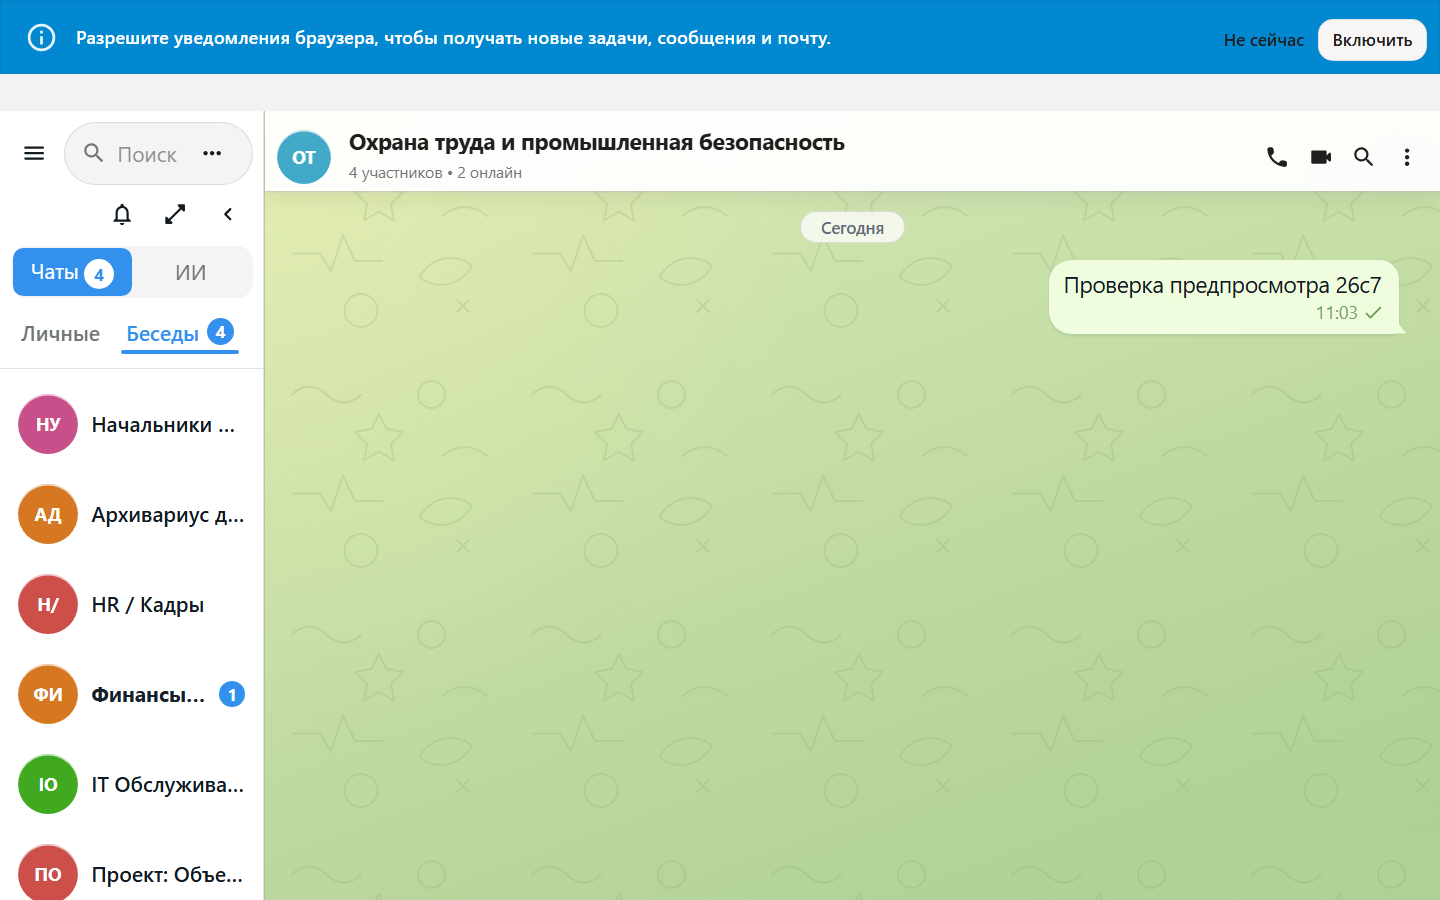 Разрешите уведомления браузера, чтобы получать новые задачи, сообщения и почту.
Не сейчас
Включить
Поиск
Чаты 4
ИИ
Личные
Беседы 4
НУ
Начальники ...
АД
Архивариус д...
Н/
HR / Кадры
ФИ
Финансы... 1
IO
IT Обслужива...
ПО
Проект: Объе...
ОТ
Охрана труда и промышленная безопасность
4 участников • 2 онлайн
Сегодня
Проверка предпросмотра 26c7
11:03